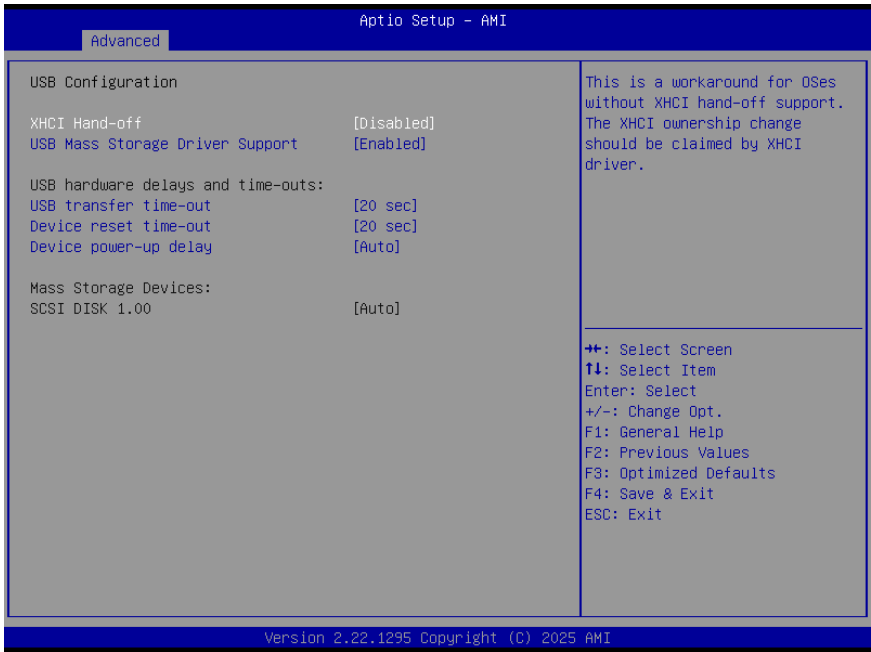 Aptio Setup – AMI
Advanced
USB Configuration
XHCI Hand-off [Disabled]
USB Mass Storage Driver Support [Enabled]
USB hardware delays and time-outs:
USB transfer time-out [20 sec]
Device reset time-out [20 sec]
Device power-up delay [Auto]
Mass Storage Devices:
SCSI DISK 1.00 [Auto]
This is a workaround for OSes
without XHCI hand-off support.
The XHCI ownership change
should be claimed by XHCI
driver.
→←: Select Screen
↑↓: Select Item
Enter: Select
+/-: Change Opt.
F1: General Help
F2: Previous Values
F3: Optimized Defaults
F4: Save & Exit
ESC: Exit
Version 2.22.1295 Copyright (C) 2025 AMI